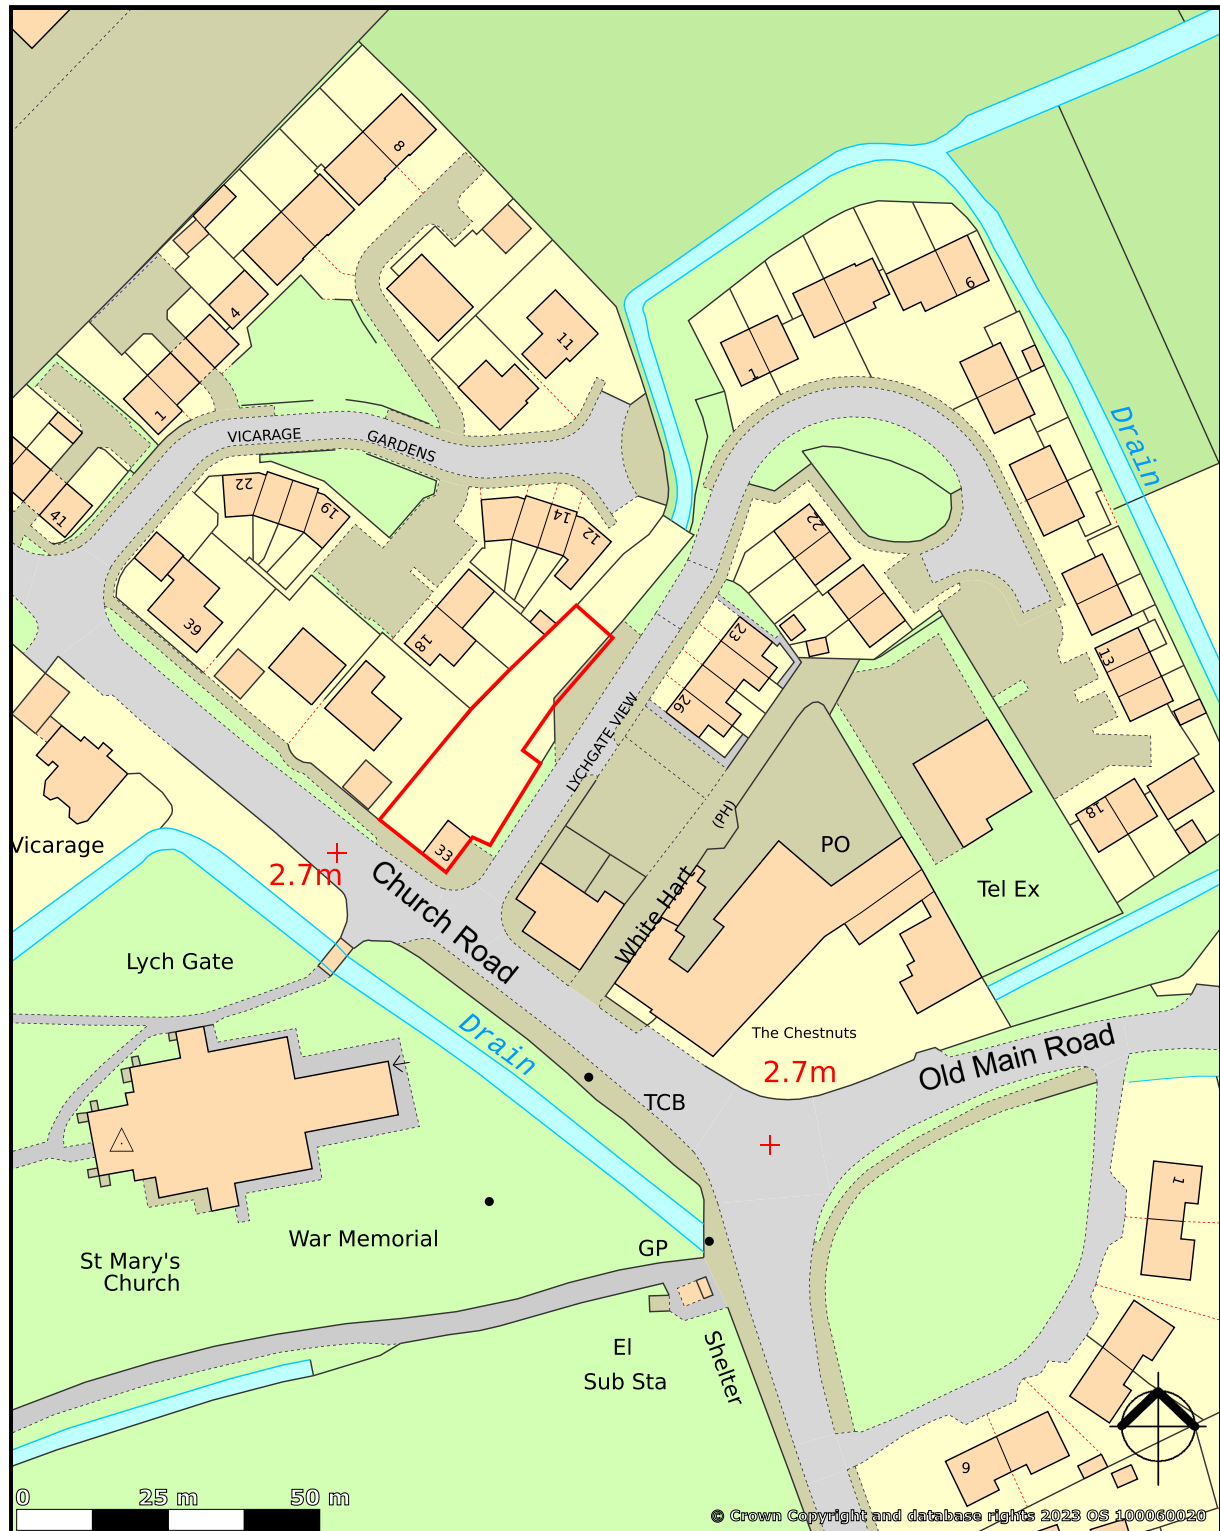 8
11
6
4
1
1
VICARAGE
GARDENS
Drain
22
19
14
12
22
41
39
18
23
13
26
LYCHGATE VIEW
18
(PH)
PO
Vicarage
33
2.7m
Church Road
White Hart
Tel Ex
Lych Gate
Drain
The Chestnuts
2.7m
Old Main Road
TCB
1
War Memorial
GP
St Mary's
Church
El
Sub Sta
Shelter
9
0 25 m 50 m
© Crown Copyright and database rights 2023 OS 100060020